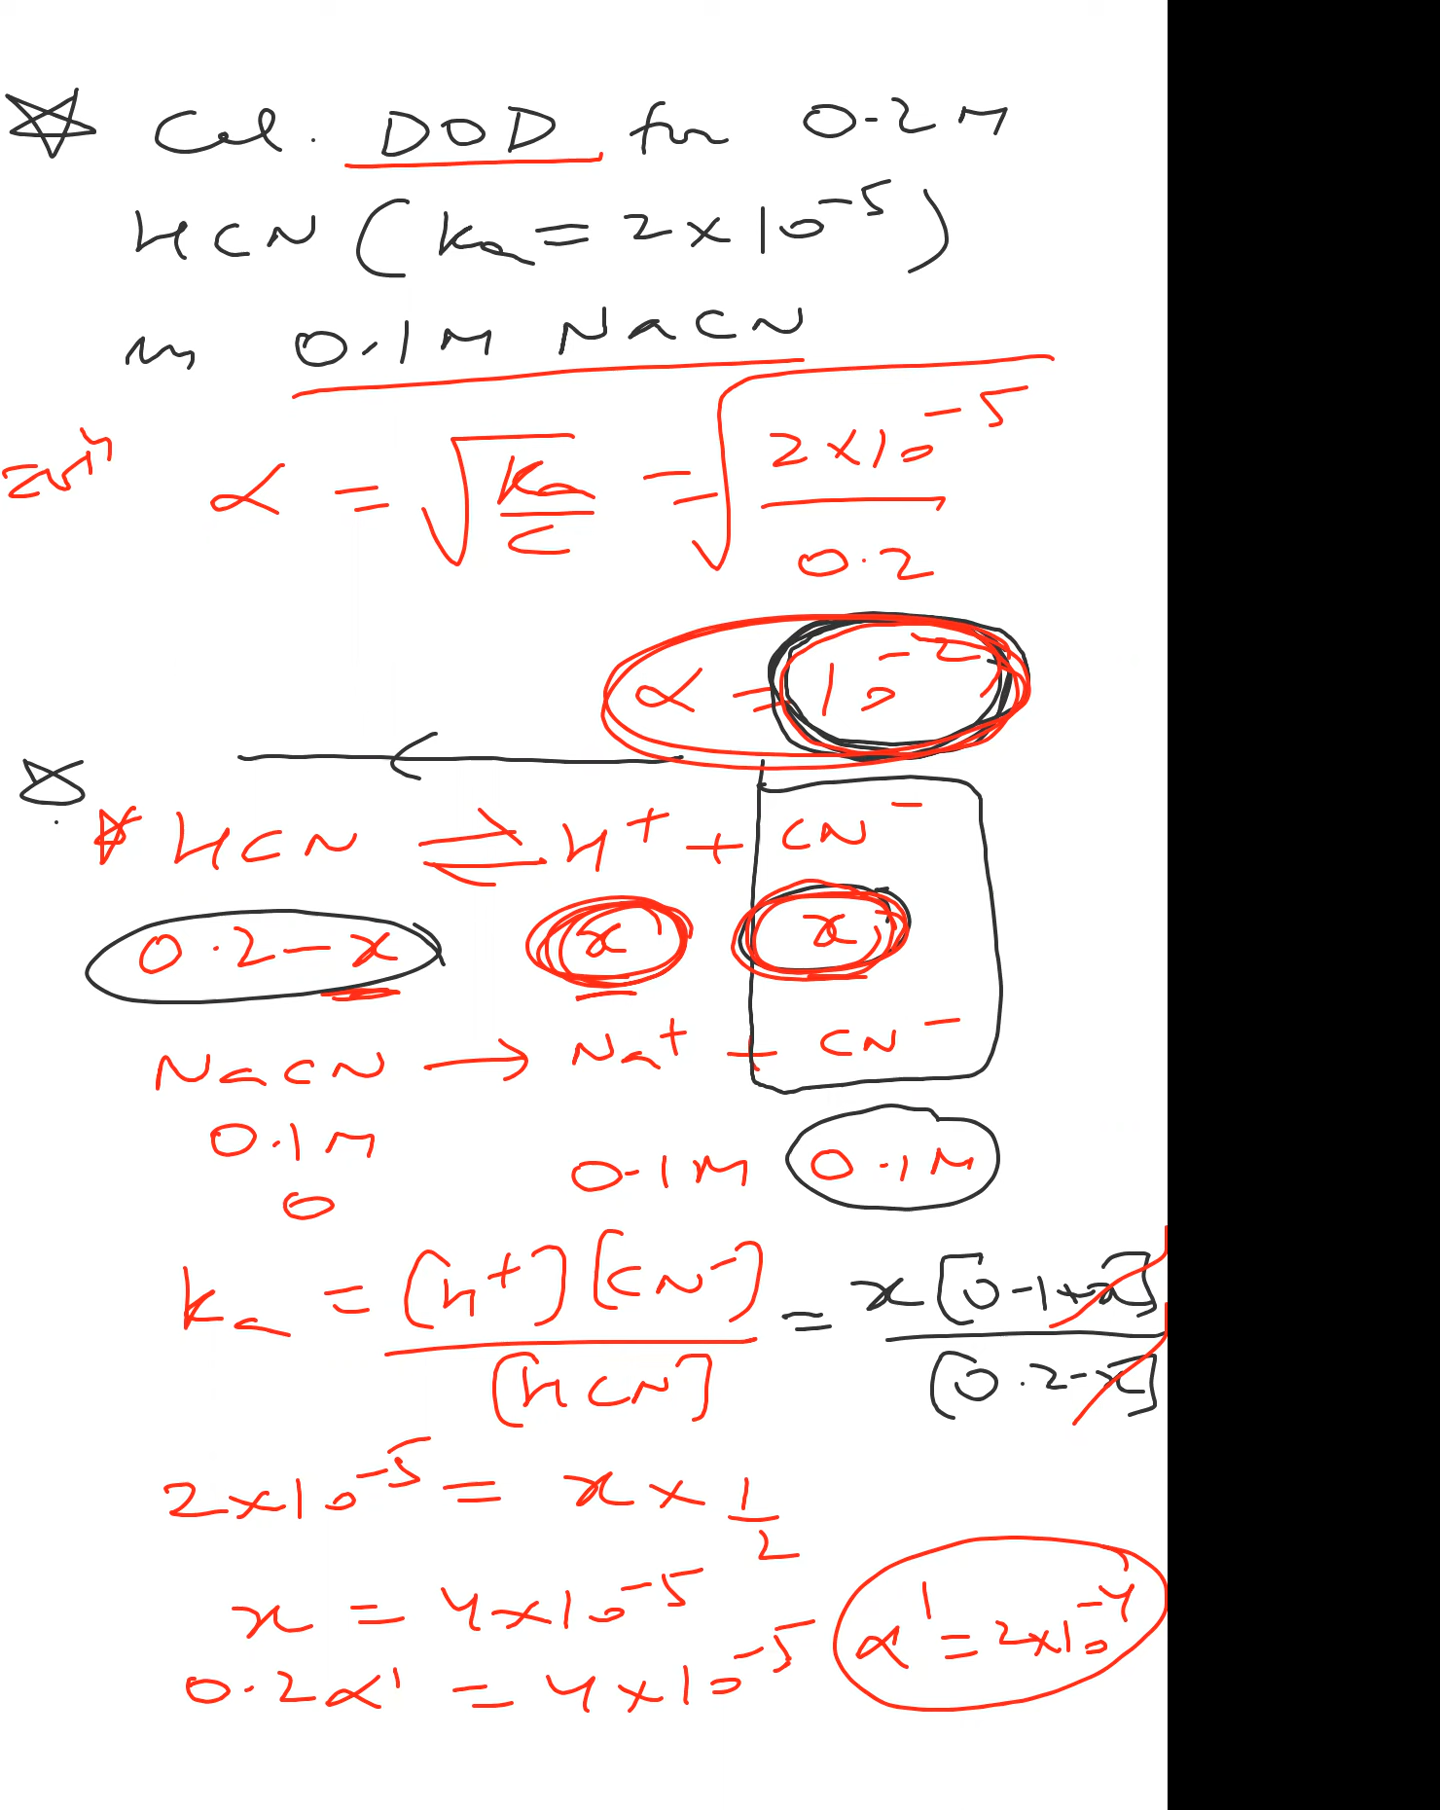 ☆ Cal. DOD for 0.2M
HCN (ka = 2×10⁻⁵)
in 0.1M NaCN
α = √(ka/C) = √(2×10⁻⁵/0.2)
α = 10⁻²
* HCN ⇌ H⁺ + CN⁻
0.2-x x x
NaCN → Na⁺ + CN⁻
0.1M
0.1M 0.1M
0
ka = [H⁺][CN⁻]/[HCN] = x[0.1+x]/[0.2-x]
2×10⁻⁵ = x × 1/2
x = 4×10⁻⁵
0.2α' = 4×10⁻⁵ α' = 2×10⁻⁴